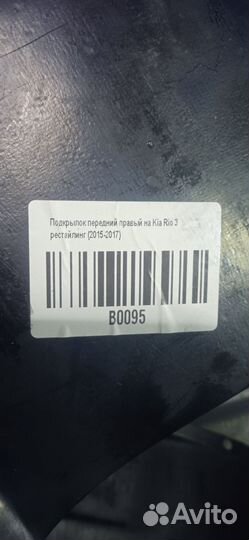 Подкрылок передний правый на Kia Rio 3
рестайлинг (2015-2017)
B0095
Avito